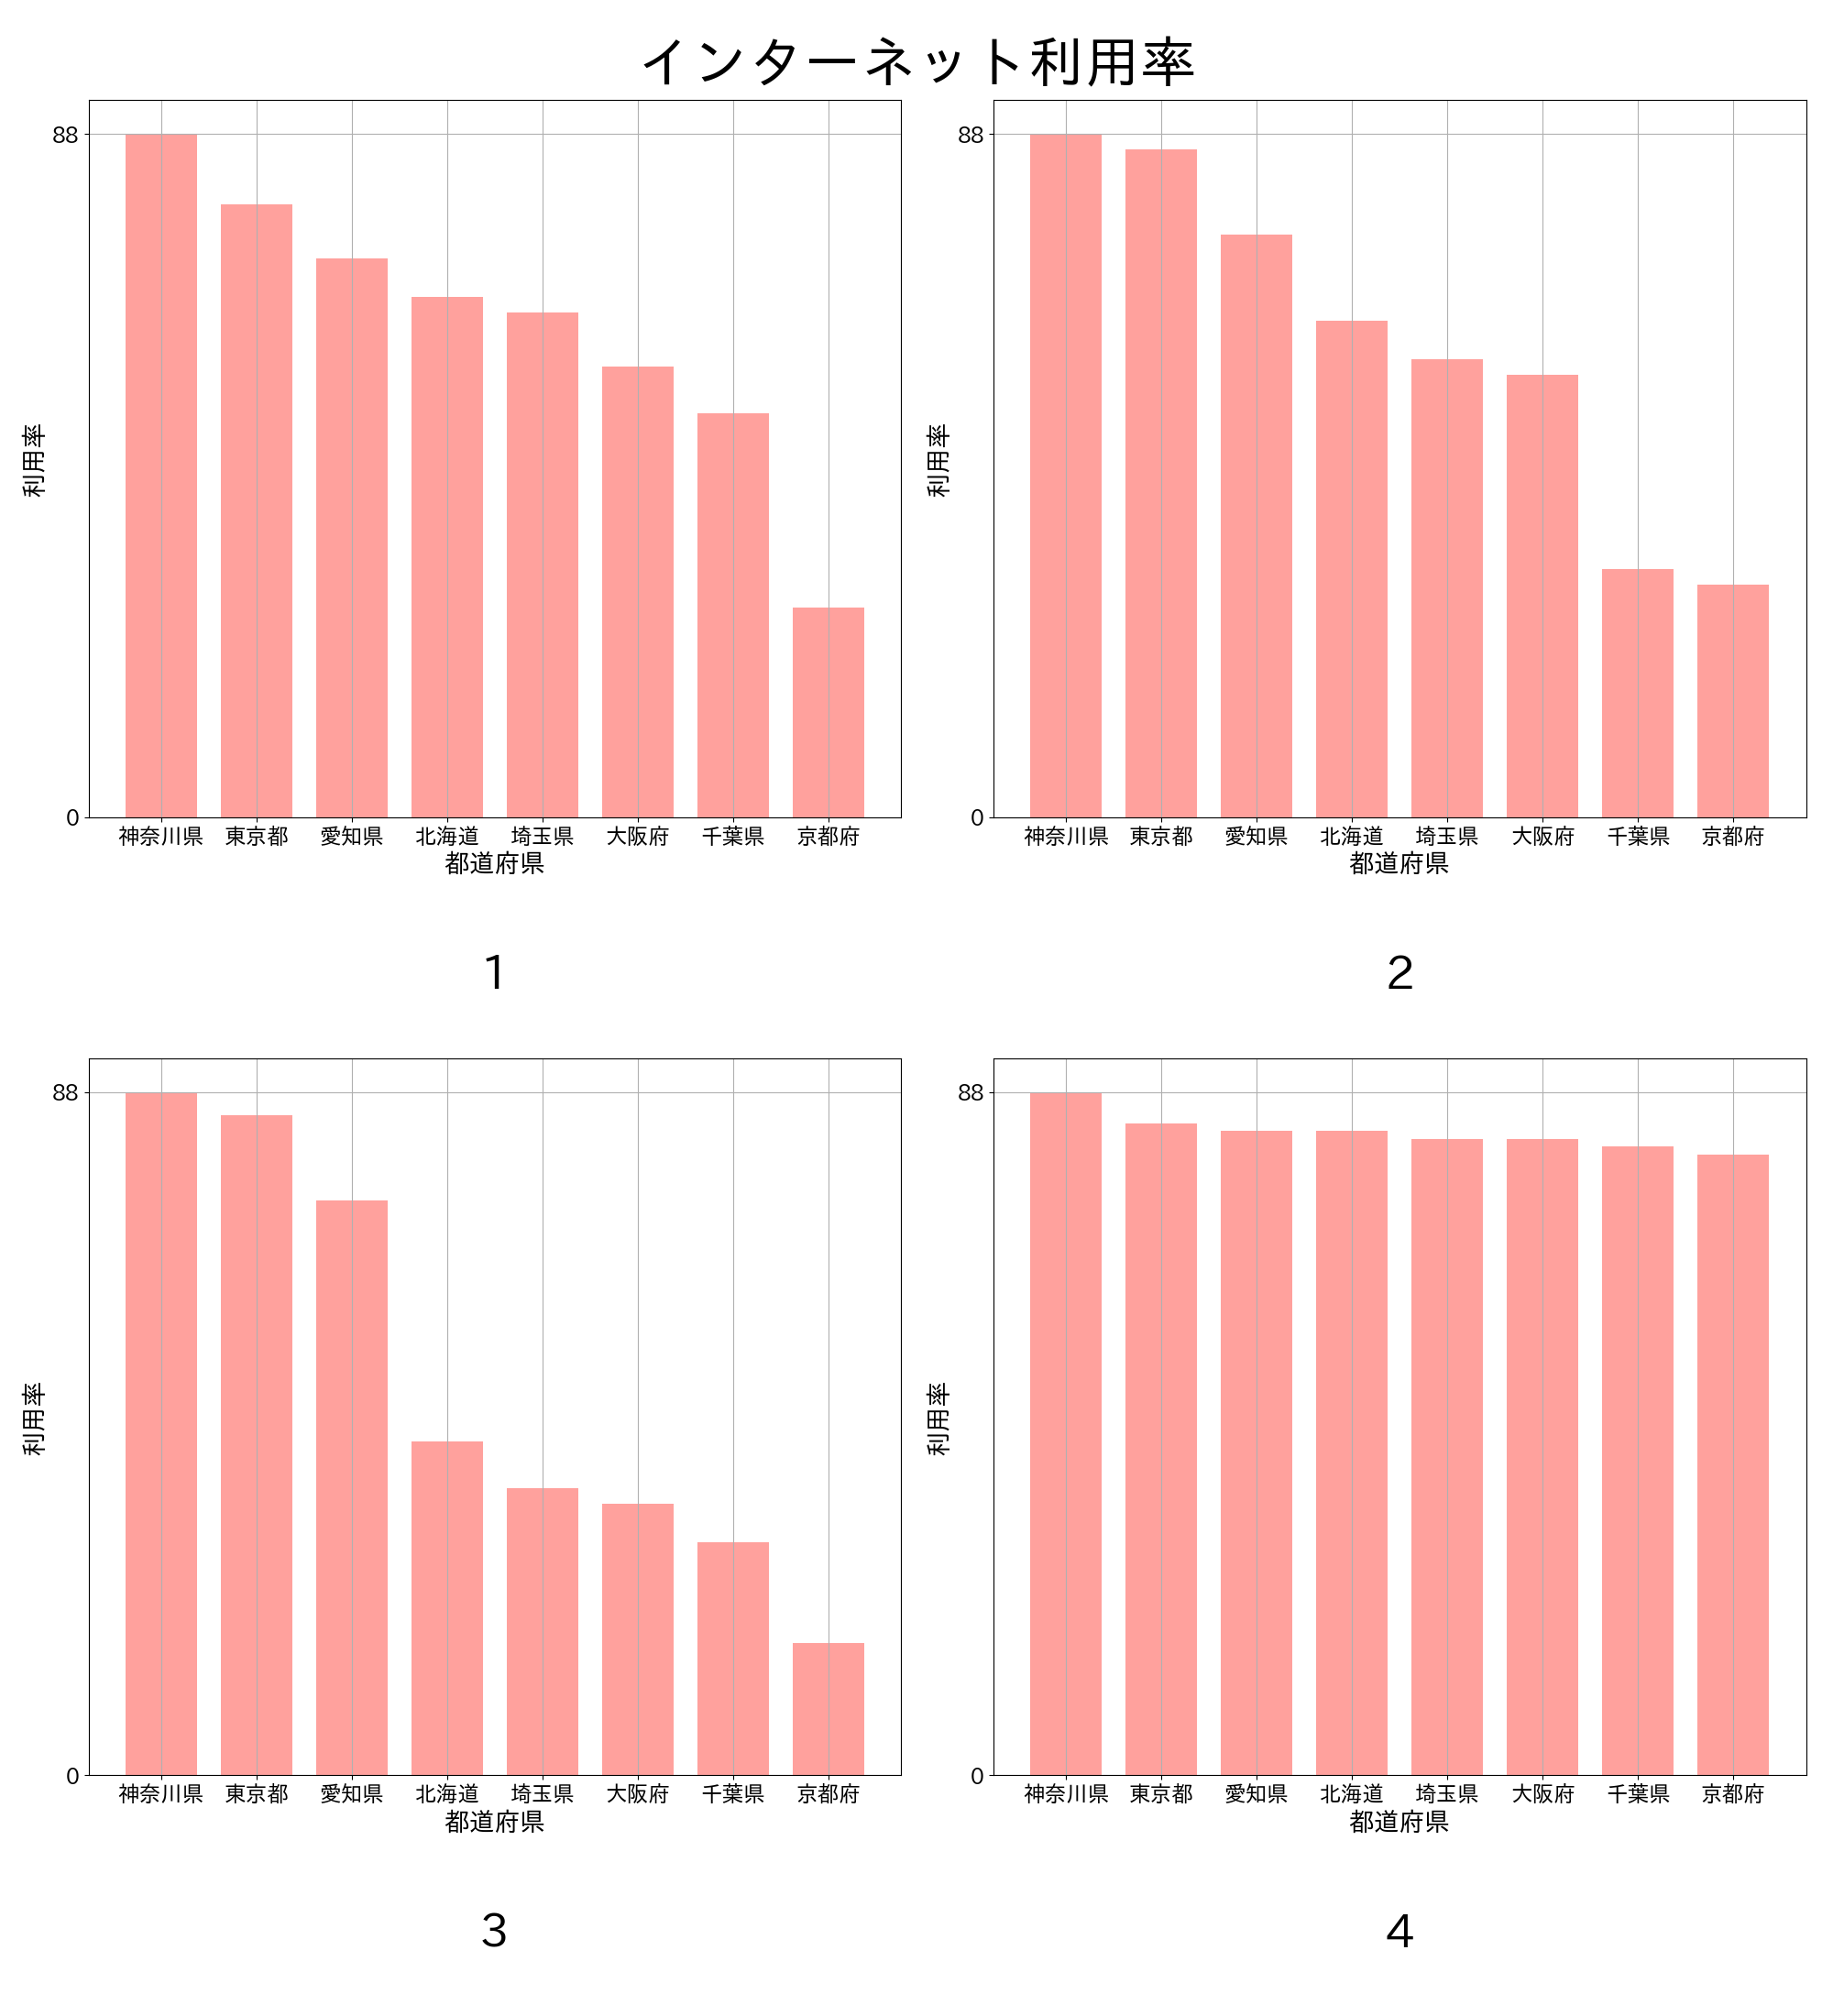 インターネット利用率
88
0
利用率
神奈川県 東京都 愛知県 北海道 埼玉県 大阪府 千葉県 京都府
都道府県
1
88
0
利用率
神奈川県 東京都 愛知県 北海道 埼玉県 大阪府 千葉県 京都府
都道府県
2
88
0
利用率
神奈川県 東京都 愛知県 北海道 埼玉県 大阪府 千葉県 京都府
都道府県
3
88
0
利用率
神奈川県 東京都 愛知県 北海道 埼玉県 大阪府 千葉県 京都府
都道府県
4